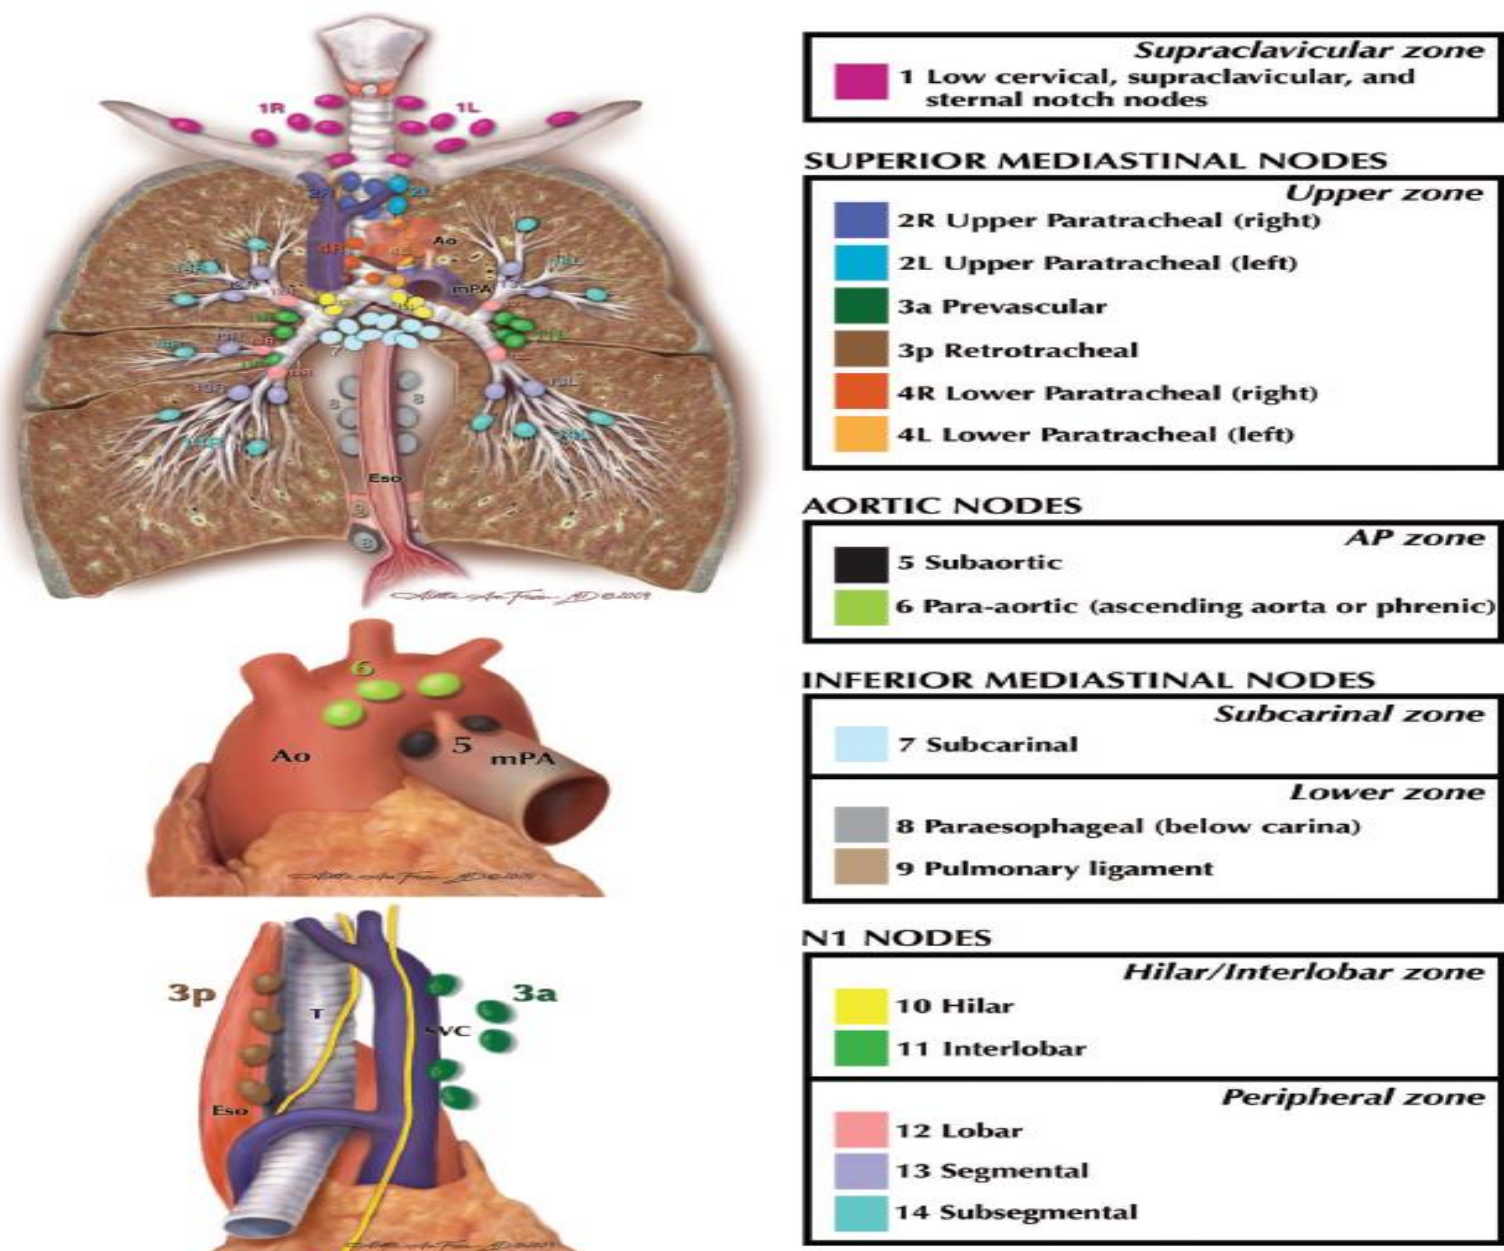 1R
1L
2R
2L
4R
Ao
mPA
7
8
8
Eso
9
8
6
Ao
5
mPA
3p
3a
T
SVC
Eso
Supraclavicular zone
1 Low cervical, supraclavicular, and
sternal notch nodes
SUPERIOR MEDIASTINAL NODES
Upper zone
2R Upper Paratracheal (right)
2L Upper Paratracheal (left)
3a Prevascular
3p Retrotracheal
4R Lower Paratracheal (right)
4L Lower Paratracheal (left)
AORTIC NODES
AP zone
5 Subaortic
6 Para-aortic (ascending aorta or phrenic)
INFERIOR MEDIASTINAL NODES
Subcarinal zone
7 Subcarinal
Lower zone
8 Paraesophageal (below carina)
9 Pulmonary ligament
N1 NODES
Hilar/Interlobar zone
10 Hilar
11 Interlobar
Peripheral zone
12 Lobar
13 Segmental
14 Subsegmental